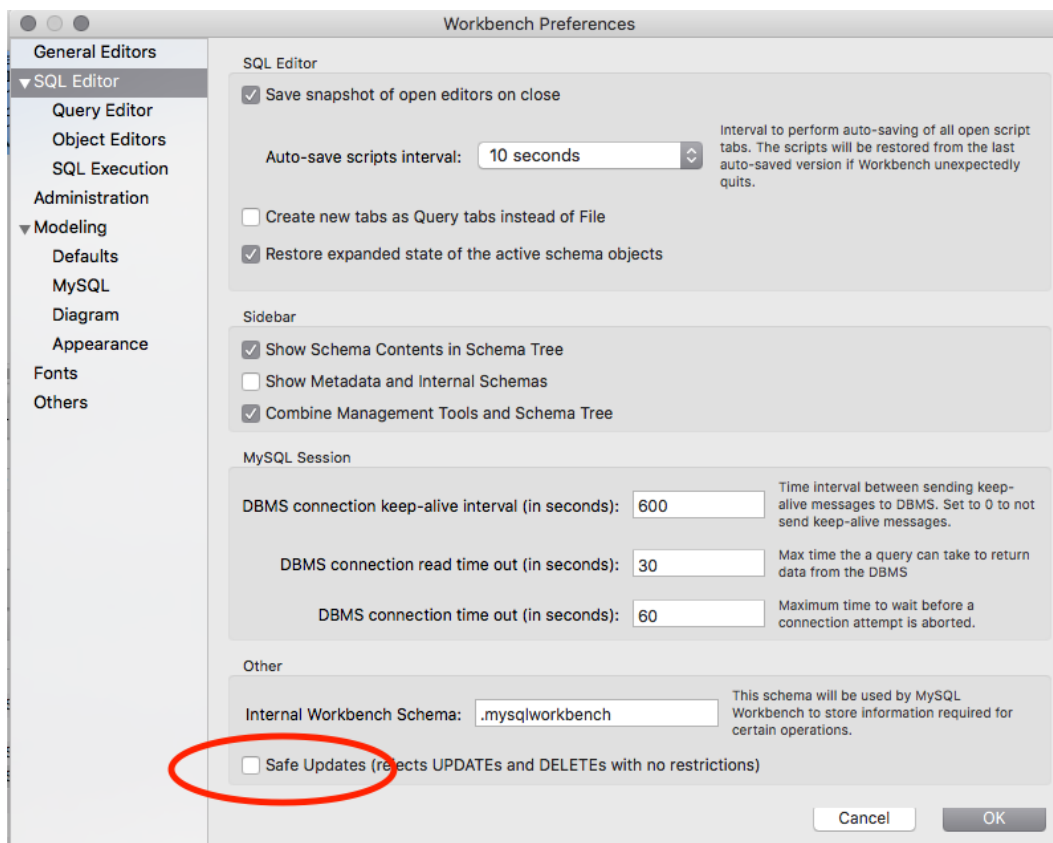 Workbench Preferences
General Editors
SQL Editor
Query Editor
Object Editors
SQL Execution
Administration
Modeling
Defaults
MySQL
Diagram
Appearance
Fonts
Others
SQL Editor
Save snapshot of open editors on close
Auto-save scripts interval: 10 seconds
Interval to perform auto-saving of all open script
tabs. The scripts will be restored from the last
auto-saved version if Workbench unexpectedly
quits.
Create new tabs as Query tabs instead of File
Restore expanded state of the active schema objects
Sidebar
Show Schema Contents in Schema Tree
Show Metadata and Internal Schemas
Combine Management Tools and Schema Tree
MySQL Session
DBMS connection keep-alive interval (in seconds): 600
Time interval between sending keep-
alive messages to DBMS. Set to 0 to not
send keep-alive messages.
DBMS connection read time out (in seconds): 30
Max time the a query can take to return
data from the DBMS
DBMS connection time out (in seconds): 60
Maximum time to wait before a
connection attempt is aborted.
Other
Internal Workbench Schema: .mysqlworkbench
This schema will be used by MySQL
Workbench to store information required for
certain operations.
Safe Updates (rejects UPDATEs and DELETEs with no restrictions)
Cancel
OK